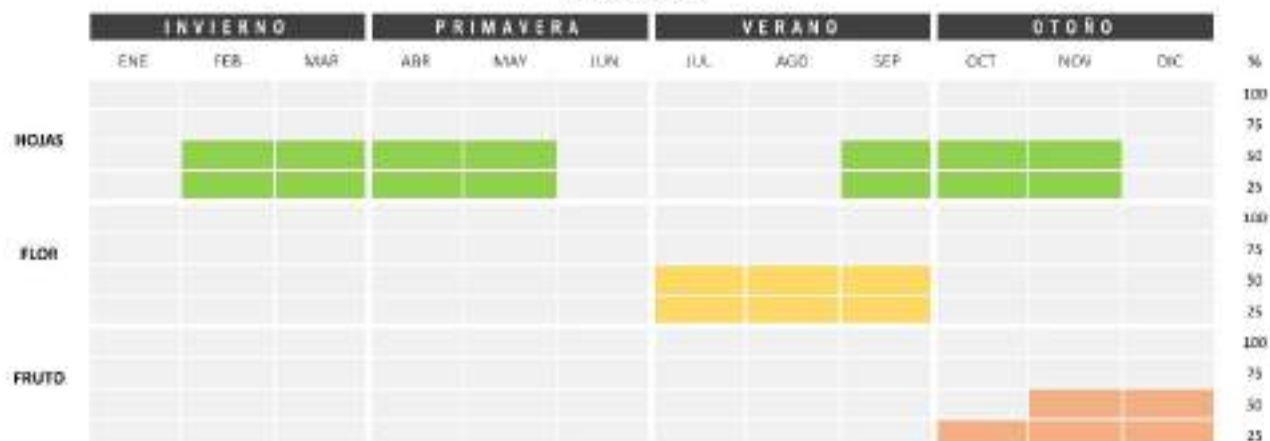 INVIERNO PRIMAVERA VERANO OTOÑO
ENE FEB MAR ABR MAY JUN JUL AGO SEP OCT NOV DIC %
100
75
HOJAS
50
25
100
FLOR 75
50
25
100
FRUTO 75
50
25